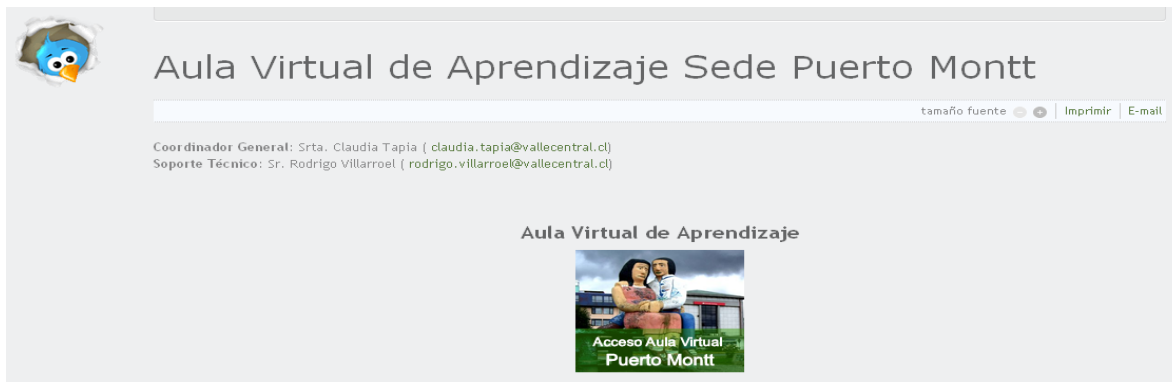 Aula Virtual de Aprendizaje Sede Puerto Montt
tamaño fuente Imprimir E-mail
Coordinador General: Srta. Claudia Tapia ( claudia.tapia@vallecentral.cl)
Soporte Técnico: Sr. Rodrigo Villarroel ( rodrigo.villarroel@vallecentral.cl)
Aula Virtual de Aprendizaje
Acceso Aula Virtual
Puerto Montt